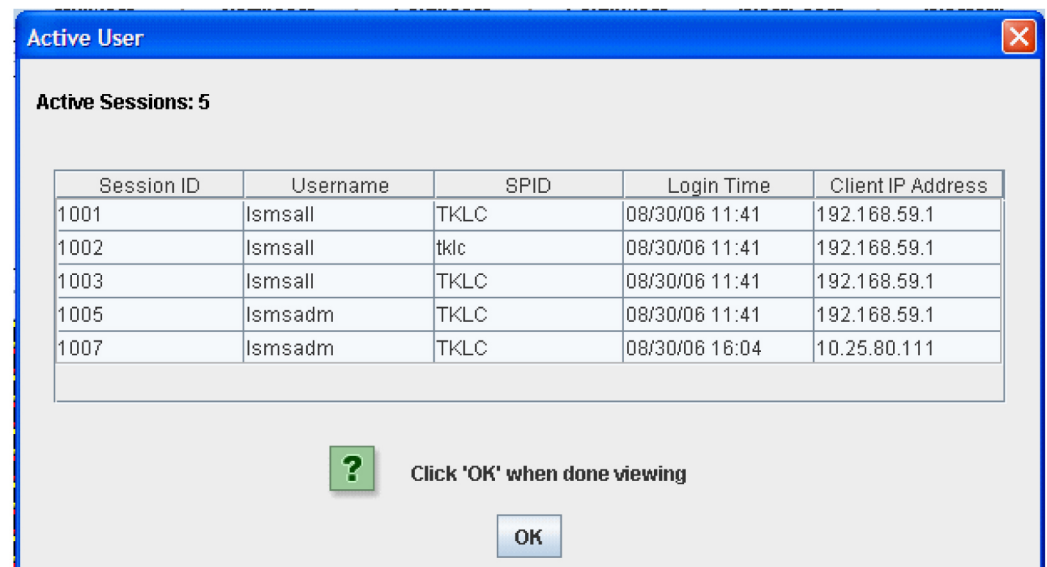 Active User
Active Sessions: 5
Session ID Username SPID Login Time Client IP Address
1001 lsmsall TKLC 08/30/06 11:41 192.168.59.1
1002 lsmsall tklc 08/30/06 11:41 192.168.59.1
1003 lsmsall TKLC 08/30/06 11:41 192.168.59.1
1005 lsmsadm TKLC 08/30/06 11:41 192.168.59.1
1007 lsmsadm TKLC 08/30/06 16:04 10.25.80.111
? Click 'OK' when done viewing
OK